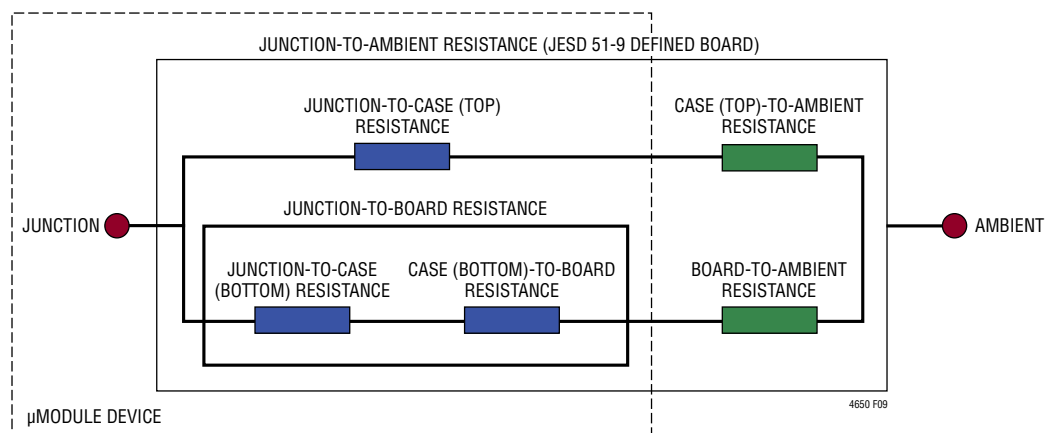 JUNCTION-TO-AMBIENT RESISTANCE (JESD 51-9 DEFINED BOARD)
JUNCTION-TO-CASE (TOP)
RESISTANCE
CASE (TOP)-TO-AMBIENT
RESISTANCE
JUNCTION-TO-BOARD RESISTANCE
JUNCTION
AMBIENT
JUNCTION-TO-CASE
(BOTTOM) RESISTANCE
CASE (BOTTOM)-TO-BOARD
RESISTANCE
BOARD-TO-AMBIENT
RESISTANCE
4650 F09
µMODULE DEVICE